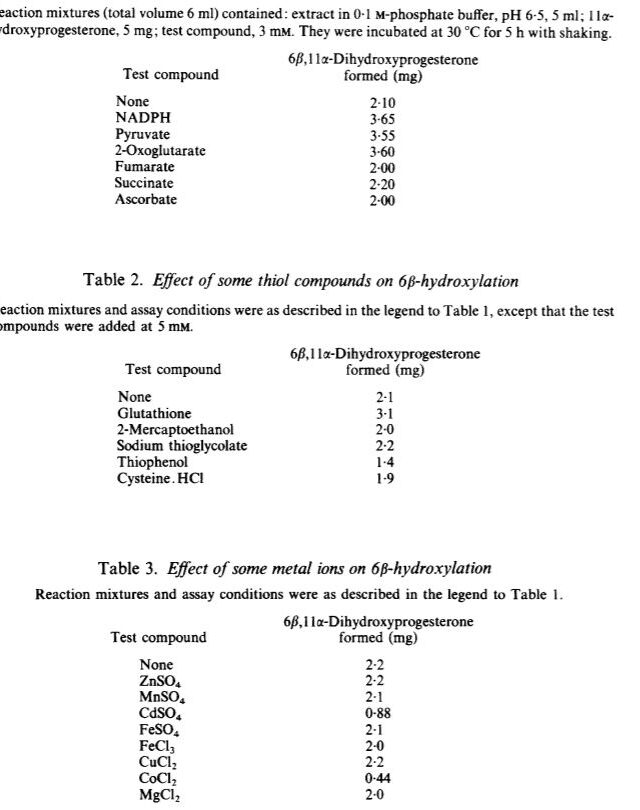 eaction mixtures (total volume 6 ml) contained: extract in 0·1 M-phosphate buffer, pH 6·5, 5 ml; 11α-
droxyprogesterone, 5 mg; test compound, 3 mM. They were incubated at 30 °C for 5 h with shaking.
6β,11α-Dihydroxyprogesterone
Test compound formed (mg)
None 2·10
NADPH 3·65
Pyruvate 3·55
2-Oxoglutarate 3·60
Fumarate 2·00
Succinate 2·20
Ascorbate 2·00
Table 2. Effect of some thiol compounds on 6β-hydroxylation
eaction mixtures and assay conditions were as described in the legend to Table 1, except that the test
ompounds were added at 5 mM.
6β,11α-Dihydroxyprogesterone
Test compound formed (mg)
None 2·1
Glutathione 3·1
2-Mercaptoethanol 2·0
Sodium thioglycolate 2·2
Thiophenol 1·4
Cysteine.HCl 1·9
Table 3. Effect of some metal ions on 6β-hydroxylation
Reaction mixtures and assay conditions were as described in the legend to Table 1.
6β,11α-Dihydroxyprogesterone
Test compound formed (mg)
None 2·2
ZnSO₄ 2·2
MnSO₄ 2·1
CdSO₄ 0·88
FeSO₄ 2·1
FeCl₃ 2·0
CuCl₂ 2·2
CoCl₂ 0·44
MgCl₂ 2·0